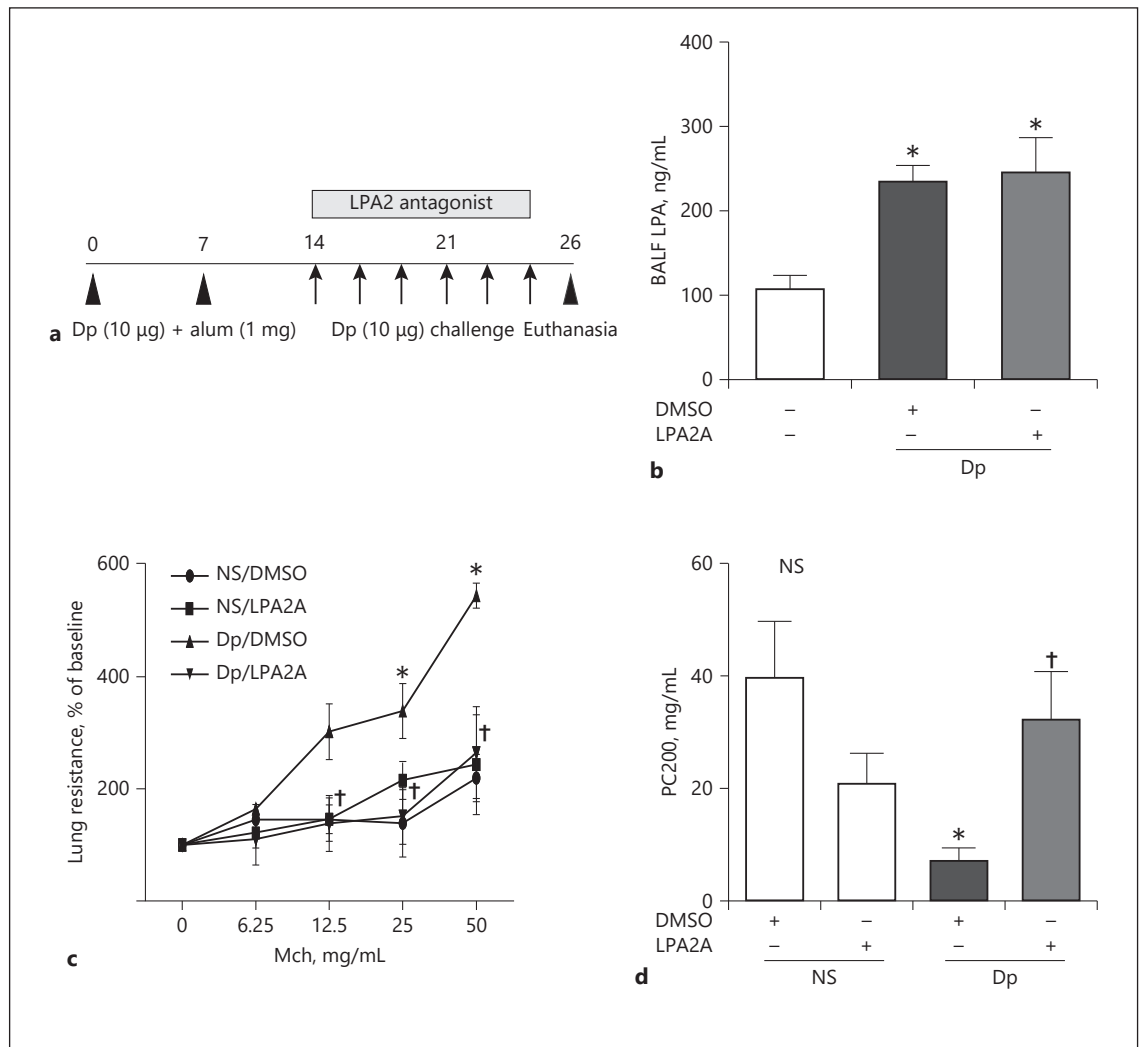 LPA2 antagonist
0 7 14 21 26
Dp (10 µg) + alum (1 mg) Dp (10 µg) challenge Euthanasia
a
400
300
200
100
0
BALF LPA, ng/mL
* *
DMSO – + –
LPA2A – – +
Dp
b
600
400
200
Lung resistance, % of baseline
NS/DMSO
NS/LPA2A
Dp/DMSO
Dp/LPA2A
* *
† † †
0 6.25 12.5 25 50
Mch, mg/mL
c
60
40
20
0
PC200, mg/mL
NS
* †
DMSO + – + –
LPA2A – + – +
NS Dp
d